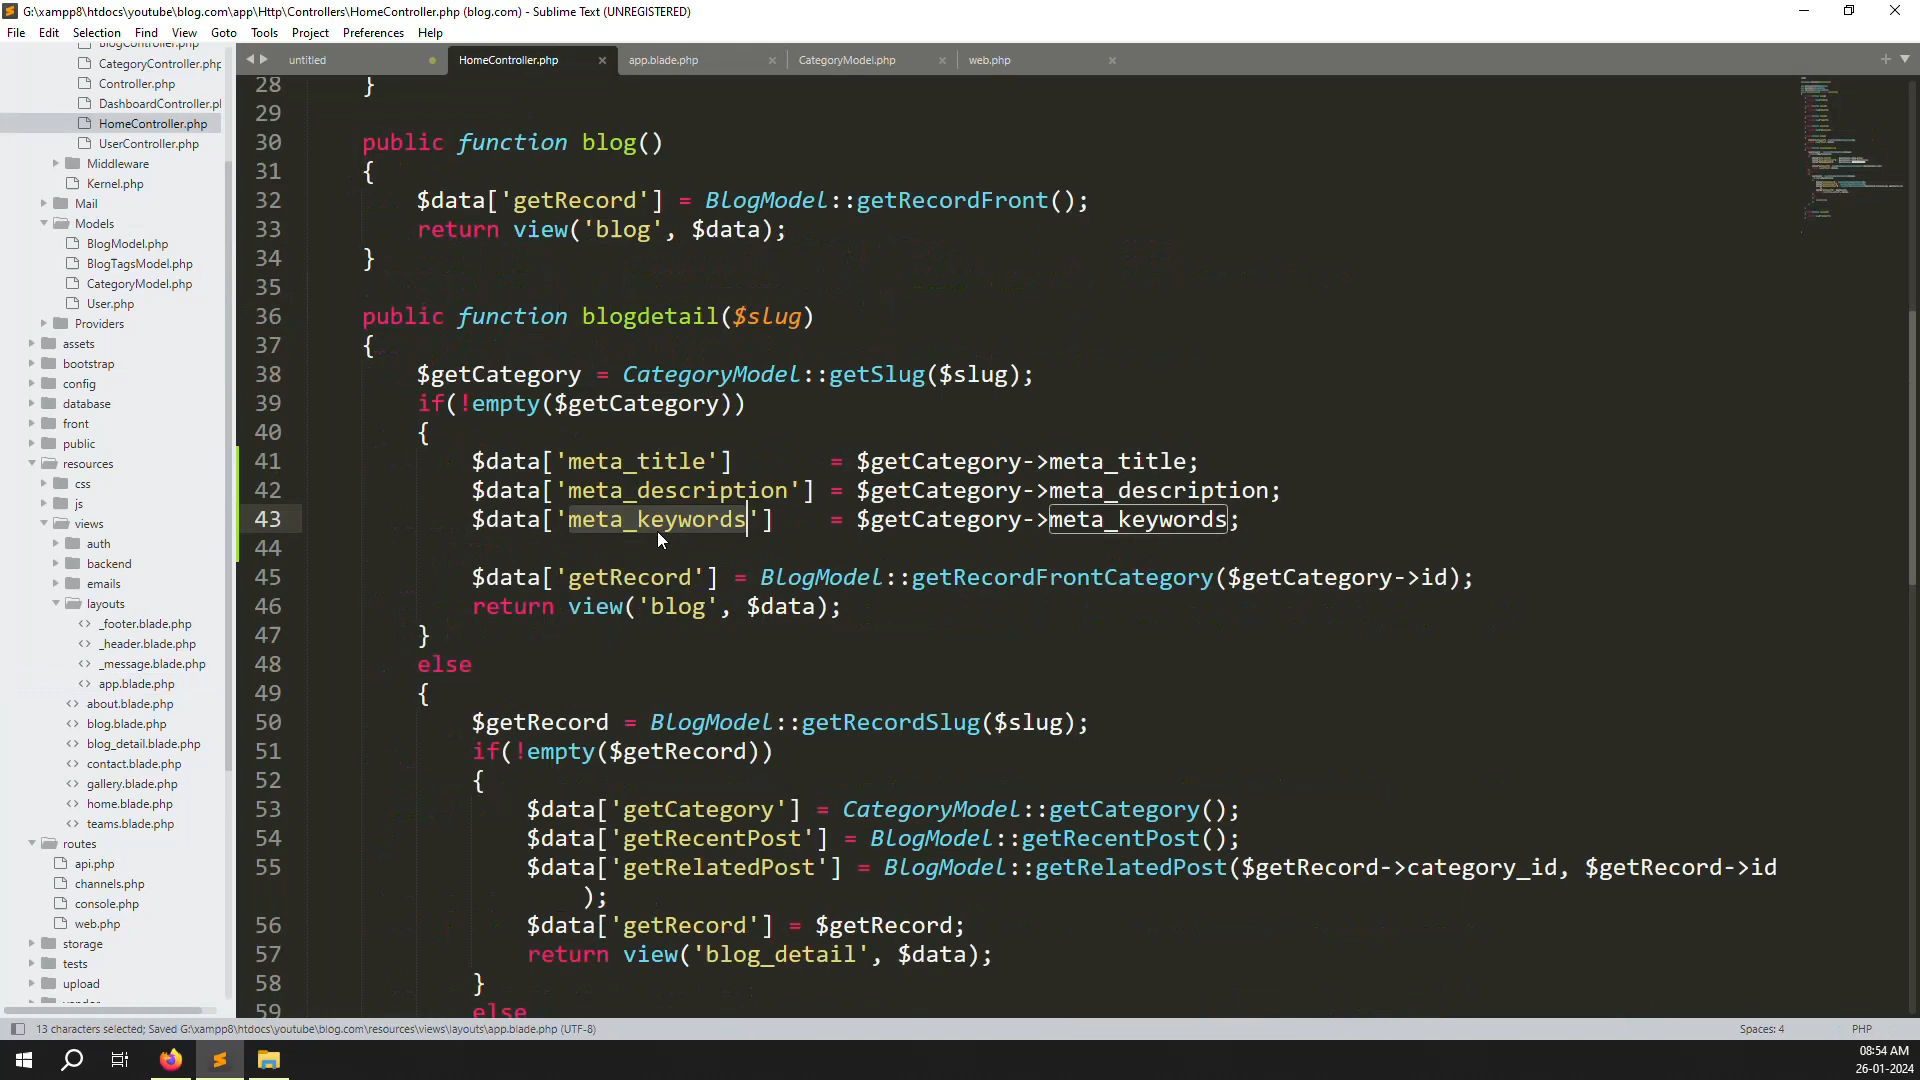 G:\xampp8\htdocs\youtube\blog.com\app\Http\Controllers\HomeController.php (blog.com) - Sublime Text (UNREGISTERED)
File Edit Selection Find View Goto Tools Project Preferences Help
BlogController.php
CategoryController.php
Controller.php
DashboardController.pl
HomeController.php
UserController.php
Middleware
Kernel.php
Mail
Models
BlogModel.php
BlogTagsModel.php
CategoryModel.php
User.php
Providers
assets
bootstrap
config
database
front
public
resources
css
js
views
auth
backend
emails
layouts
_footer.blade.php
_header.blade.php
_message.blade.php
app.blade.php
about.blade.php
blog.blade.php
blog_detail.blade.php
contact.blade.php
gallery.blade.php
home.blade.php
teams.blade.php
routes
api.php
channels.php
console.php
web.php
storage
tests
upload
untitled HomeController.php app.blade.php CategoryModel.php web.php
28 }
29
30 public function blog()
31 {
32 $data['getRecord'] = BlogModel::getRecordFront();
33 return view('blog', $data);
34 }
35
36 public function blogdetail($slug)
37 {
38 $getCategory = CategoryModel::getSlug($slug);
39 if(!empty($getCategory))
40 {
41 $data['meta_title'] = $getCategory->meta_title;
42 $data['meta_description'] = $getCategory->meta_description;
43 $data['meta_keywords'] = $getCategory->meta_keywords;
44
45 $data['getRecord'] = BlogModel::getRecordFrontCategory($getCategory->id);
46 return view('blog', $data);
47 }
48 else
49 {
50 $getRecord = BlogModel::getRecordSlug($slug);
51 if(!empty($getRecord))
52 {
53 $data['getCategory'] = CategoryModel::getCategory();
54 $data['getRecentPost'] = BlogModel::getRecentPost();
55 $data['getRelatedPost'] = BlogModel::getRelatedPost($getRecord->category_id, $getRecord->id
);
56 $data['getRecord'] = $getRecord;
57 return view('blog_detail', $data);
58 }
59 else
13 characters selected; Saved G:\xampp8\htdocs\youtube\blog.com\resources\views\layouts\app.blade.php (UTF-8) Spaces: 4 PHP
08:54 AM
26-01-2024